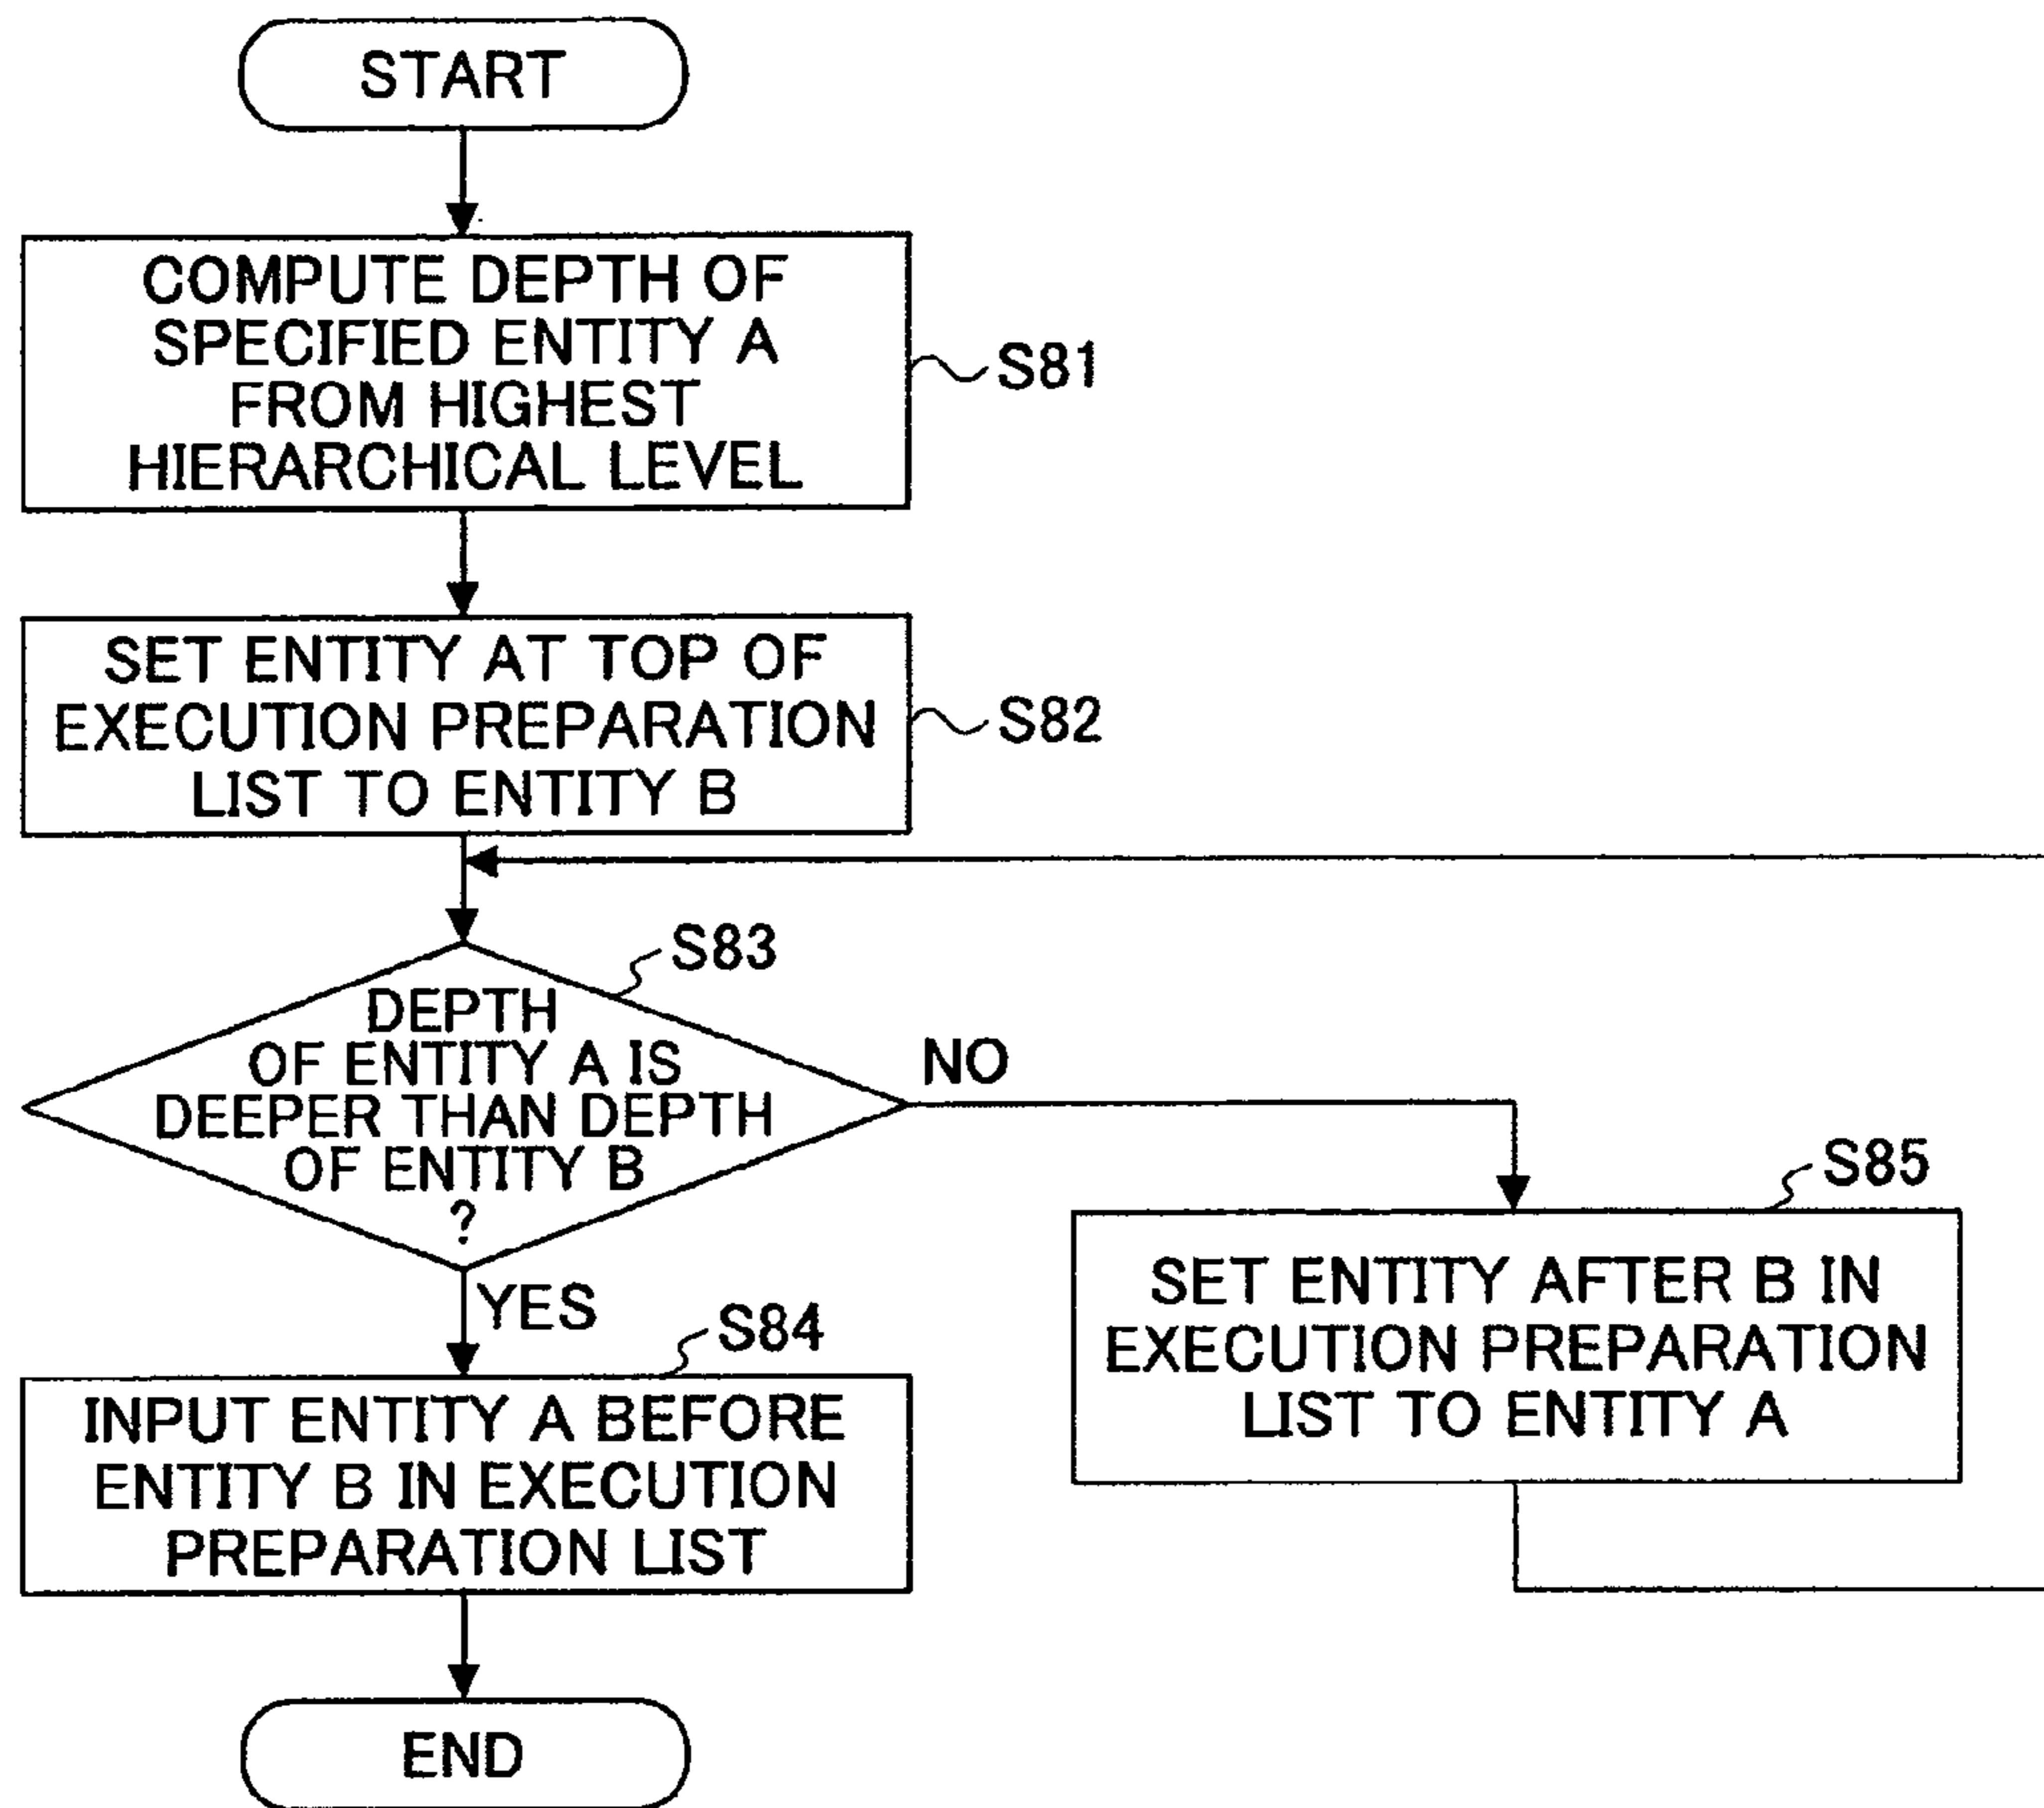 START
COMPUTE DEPTH OF
SPECIFIED ENTITY A
FROM HIGHEST
HIERARCHICAL LEVEL
S81
SET ENTITY AT TOP OF
EXECUTION PREPARATION
LIST TO ENTITY B
S82
S83
DEPTH
OF ENTITY A IS
DEEPER THAN DEPTH
OF ENTITY B
?
NO
YES
S84
INPUT ENTITY A BEFORE
ENTITY B IN EXECUTION
PREPARATION LIST
S85
SET ENTITY AFTER B IN
EXECUTION PREPARATION
LIST TO ENTITY A
END